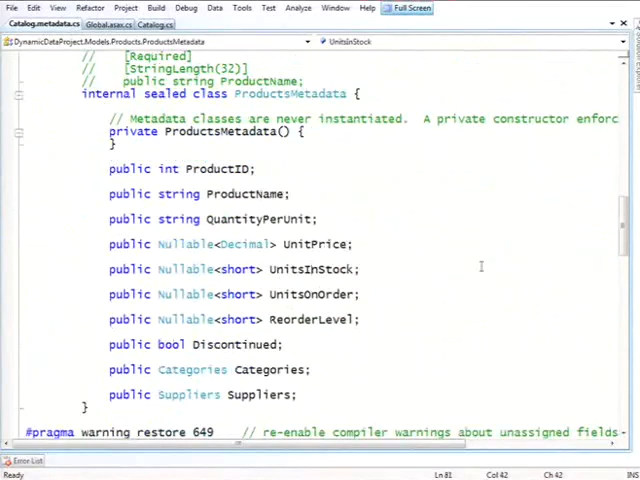 File Edit View Refactor Project Build Debug Data Tools Test Analyze Window Help Full Screen
Catalog.metadata.cs Global.asax.cs Catalog.cs
DynamicDataProject.Models.Products.ProductsMetadata UnitsInStock
// [Required]
// [StringLength(32)]
// public string ProductName;
internal sealed class ProductsMetadata {
// Metadata classes are never instantiated. A private constructor enforc
private ProductsMetadata() {
}
public int ProductID;
public string ProductName;
public string QuantityPerUnit;
public Nullable<Decimal> UnitPrice;
public Nullable<short> UnitsInStock;
public Nullable<short> UnitsOnOrder;
public Nullable<short> ReorderLevel;
public bool Discontinued;
public Categories Categories;
public Suppliers Suppliers;
}
#pragma warning restore 649 // re-enable compiler warnings about unassigned fields
Error List
Ready Ln 81 Col 42 Ch 42 INS